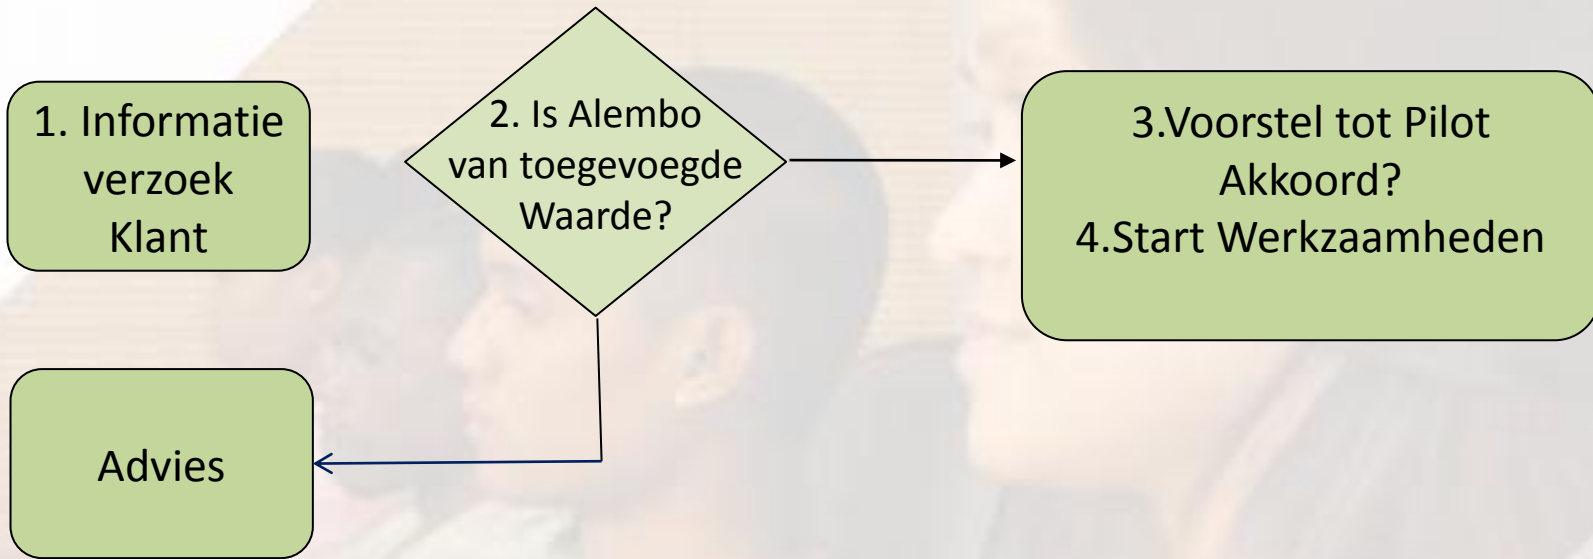 1. Informatie
verzoek
Klant
2. Is Alembo
van toegevoegde
Waarde?
3.Voorstel tot Pilot
Akkoord?
4.Start Werkzaamheden
Advies